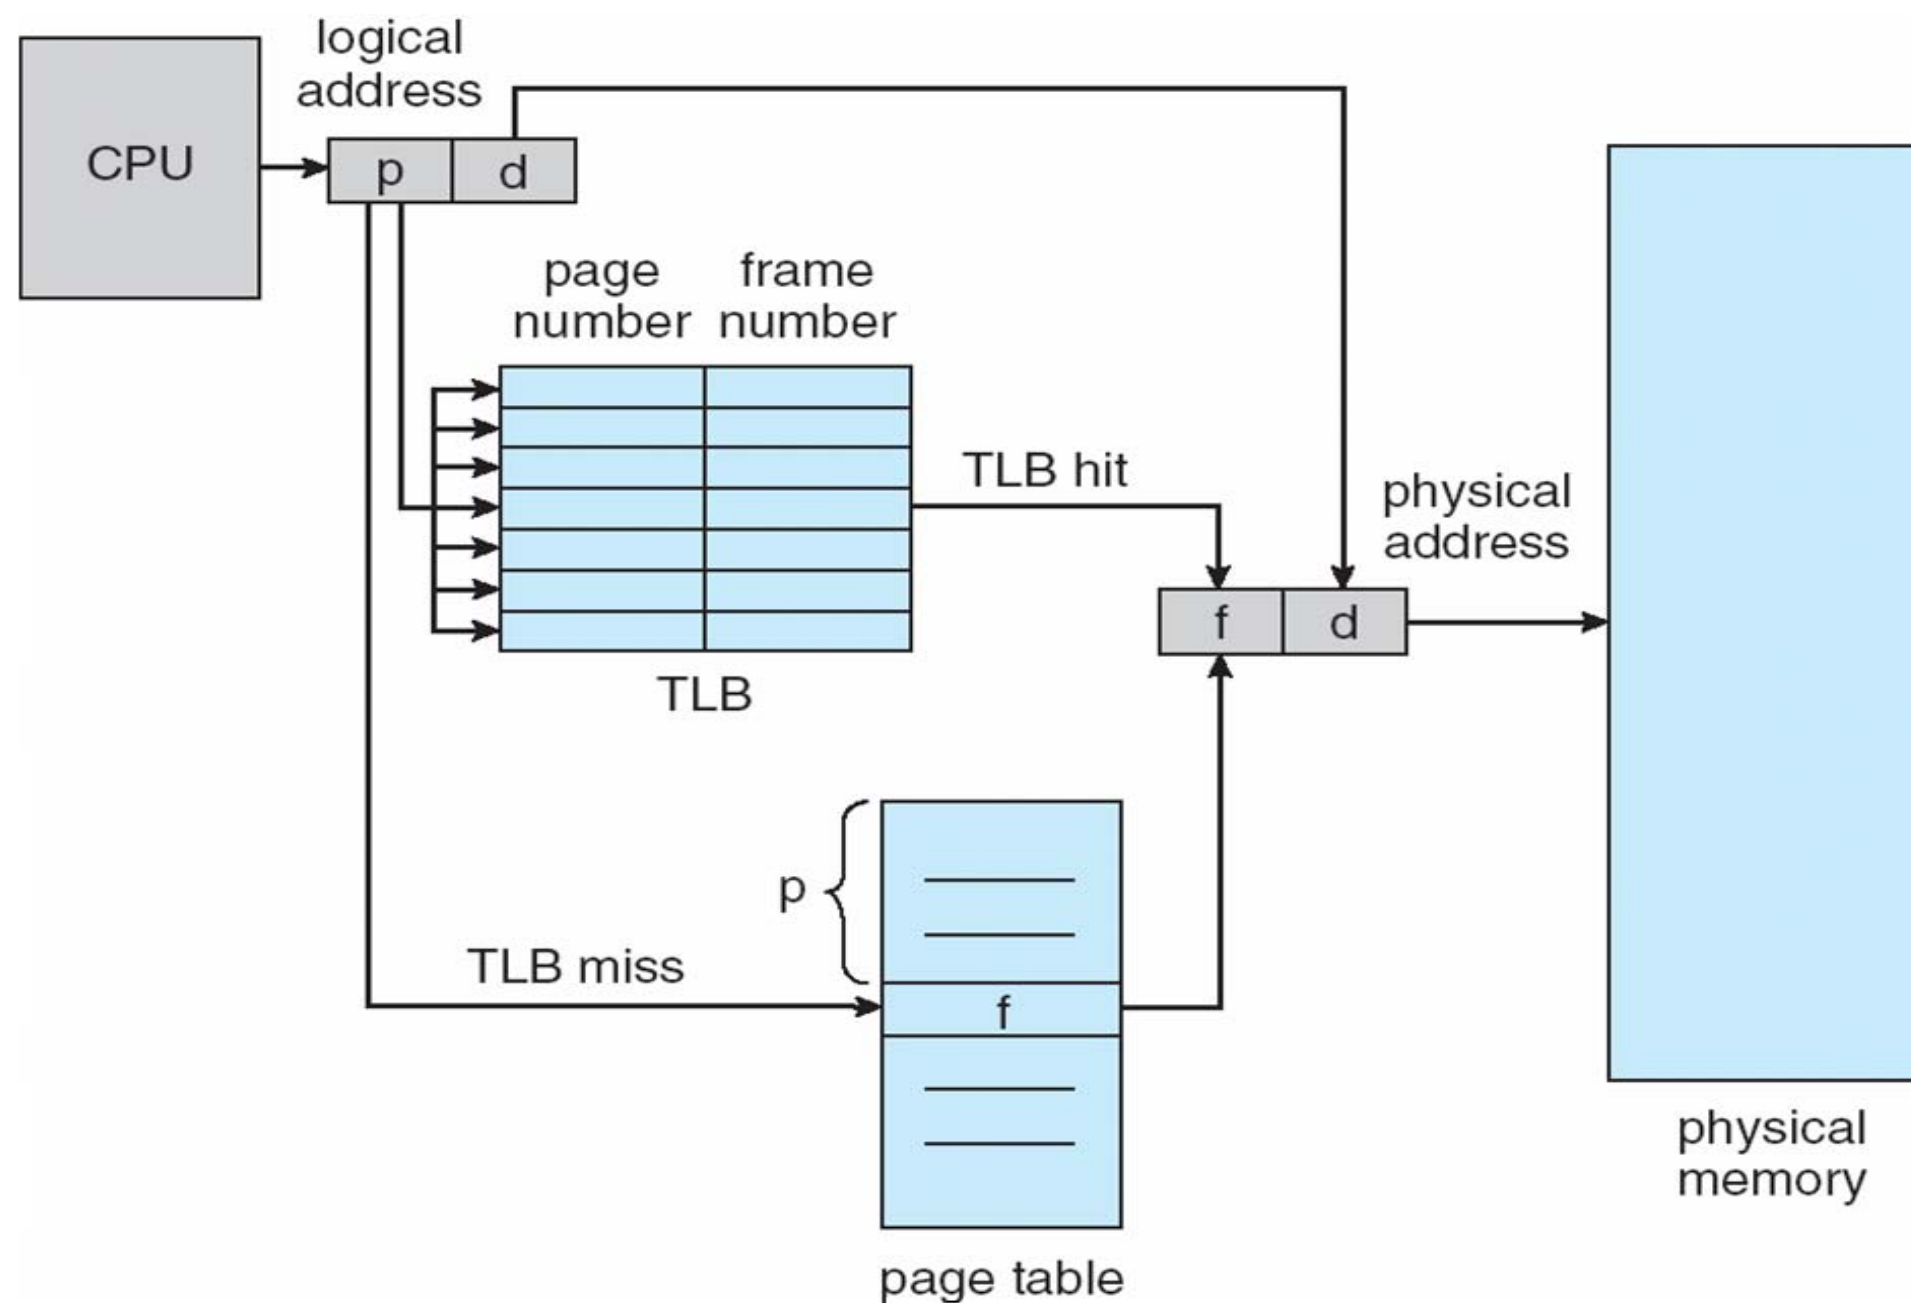 logical
address
CPU
p
d
page
number
frame
number
TLB hit
physical
address
f
d
TLB
p
TLB miss
f
physical
memory
page table